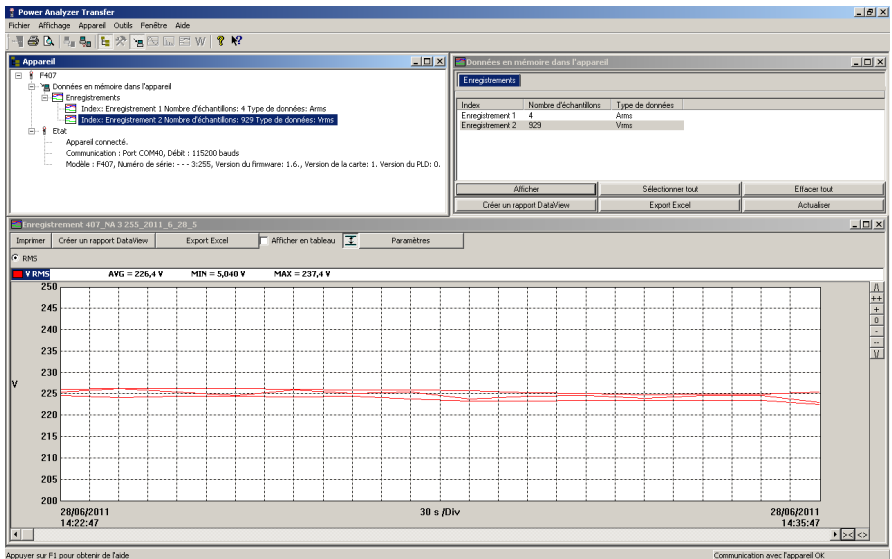 Power Analyzer Transfer
Fichier Affichage Appareil Outils Fenêtre Aide
Appareil
F407
Données en mémoire dans l'appareil
Enregistrements
Index: Enregistrement 1 Nombre d'échantillons: 4 Type de données: Arms
Index: Enregistrement 2 Nombre d'échantillons: 929 Type de données: Vrms
Etat
Appareil connecté.
Communication : Port COM40, Débit : 115200 bauds
Modèle : F407, Numéro de série: - - - 3:255, Version du firmware: 1.6., Version de la carte: 1. Version du PLD: 0.
Données en mémoire dans l'appareil
Enregistrements
Index Nombre d'échantillons Type de données
Enregistrement 1 4 Arms
Enregistrement 2 929 Vrms
Afficher Sélectionner tout Effacer tout
Créer un rapport DataView Export Excel Actualiser
Enregistrement 407_NA 3 255_2011_6_28_5
Imprimer Créer un rapport DataView Export Excel Afficher en tableau Paramètres
RMS
V RMS AVG = 226,4 V MIN = 5,040 V MAX = 237,4 V
250
245
240
235
230
V
225
220
215
210
205
200
28/06/2011 30 s /Div 28/06/2011
14:22:47 14:35:47
++
+
0
-
--
>< <>
Appuyer sur F1 pour obtenir de l'aide Communication avec l'appareil OK